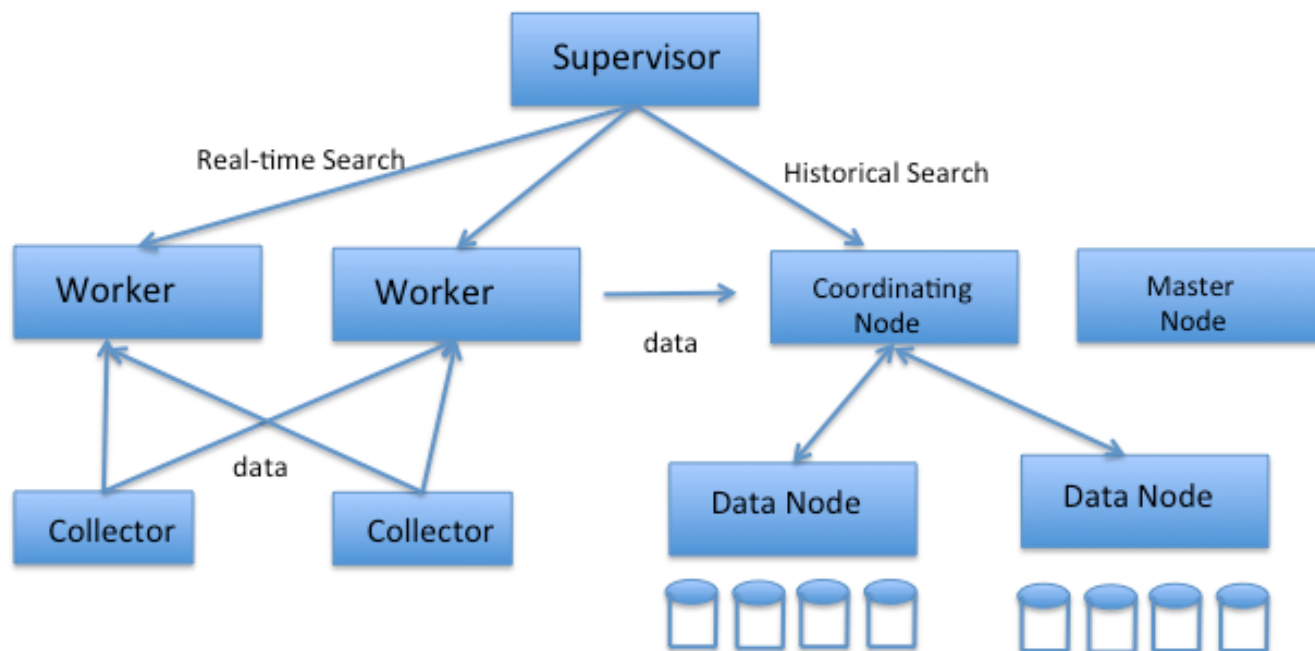 Supervisor
Real-time Search
Historical Search
Worker
Worker
Coordinating
Node
Master
Node
data
data
Collector
Collector
Data Node
Data Node